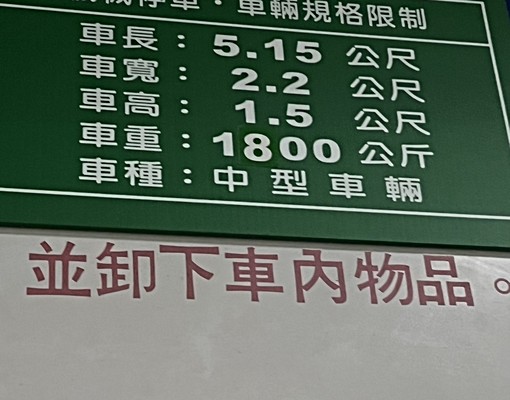 停車・車輛規格限制
車長：5.15 公尺
車寬：2.2 公尺
車高：1.5 公尺
車重：1800 公斤
車種：中型車輛
並卸下車內物品。